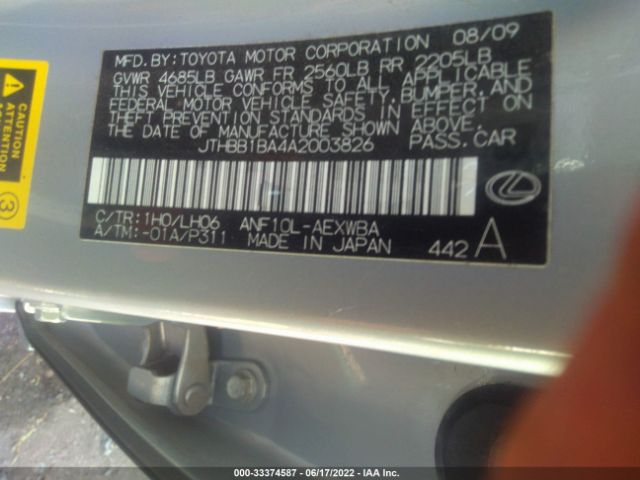 MFD.BY:TOYOTA MOTOR CORPORATION 08/09
GVWR 4685LB GAWR FR 2560LB RR 2205LB
THIS VEHICLE CONFORMS TO ALL APPLICABLE
FEDERAL MOTOR VEHICLE SAFETY, BUMPER, AND
THEFT PREVENTION STANDARDS IN EFFECT ON
THE DATE OF MANUFACTURE SHOWN ABOVE.
JTHBB1BA4A2003826 PASS.CAR
C/TR:1H0/LH06 ANF10L-AEXWBA
A/TM:-01A/P311 MADE IN JAPAN 442 A
CAUTION
ATTENTION
3
000-33374587 - 06/17/2022 - IAA Inc.